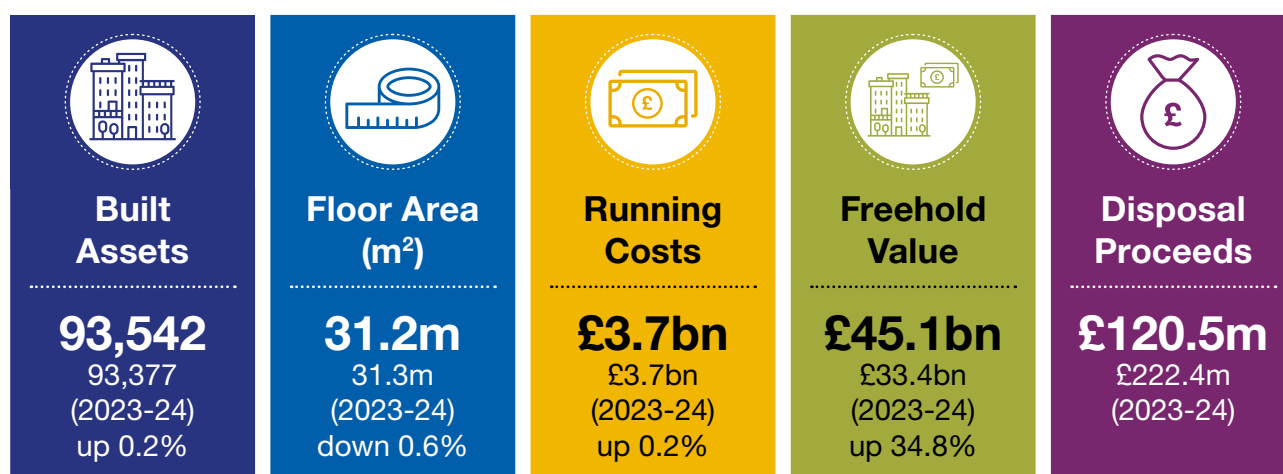 Built
Assets
93,542
93,377
(2023-24)
up 0.2%
Floor Area
(m²)
31.2m
31.3m
(2023-24)
down 0.6%
£
Running
Costs
£3.7bn
£3.7bn
(2023-24)
up 0.2%
£
Freehold
Value
£45.1bn
£33.4bn
(2023-24)
up 34.8%
£
Disposal
Proceeds
£120.5m
£222.4m
(2023-24)